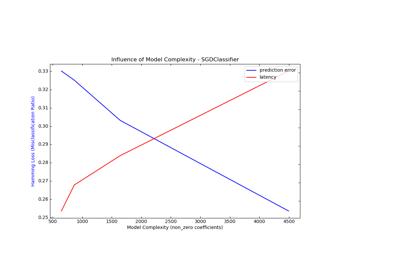 Influence of Model Complexity - SGDClassifier
prediction error
latency
Hamming Loss (Misclassification Ratio)
0.33
0.32
0.31
0.30
0.29
0.28
0.27
0.26
0.25
500 1000 1500 2000 2500 3000 3500 4000 4500
Model Complexity (non_zero coefficients)